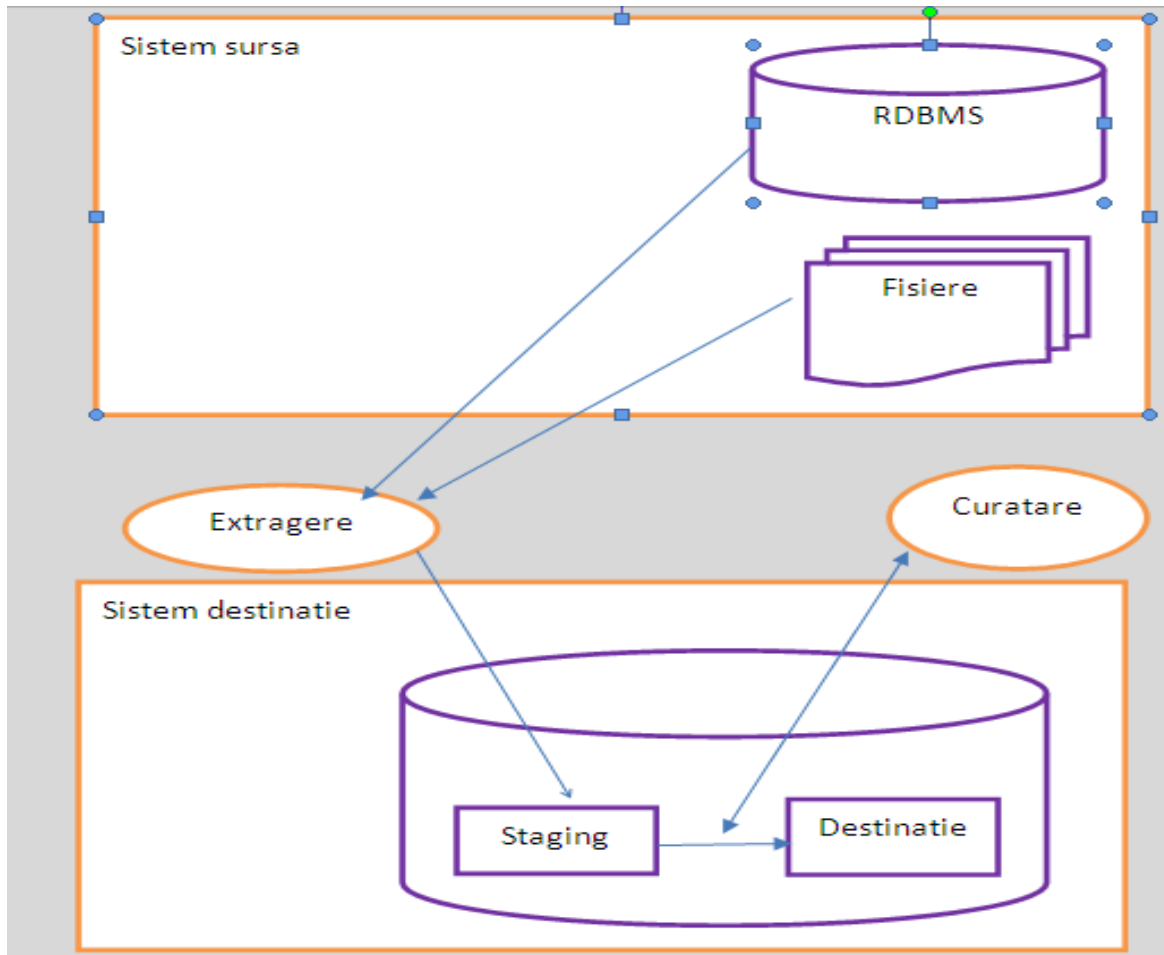 Sistem sursa
RDBMS
Fisiere
Extragere
Curatare
Sistem destinatie
Staging
Destinatie